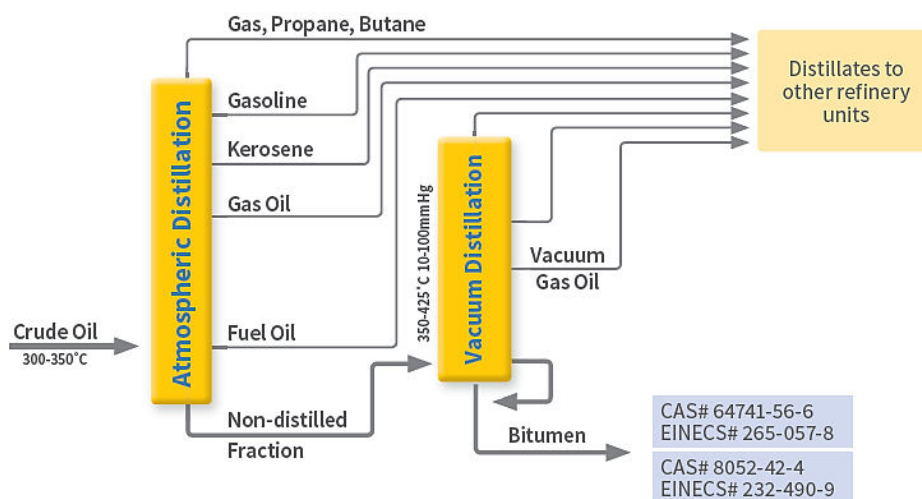 Gas, Propane, Butane
Gasoline
Kerosene
Gas Oil
Fuel Oil
Crude Oil
300-350°C
Atmospheric Distillation
Non-distilled
Fraction
350-425°C 10-100mmHg
Vacuum Distillation
Vacuum
Gas Oil
Bitumen
Distillates to
other refinery
units
CAS# 64741-56-6
EINECS# 265-057-8
CAS# 8052-42-4
EINECS# 232-490-9